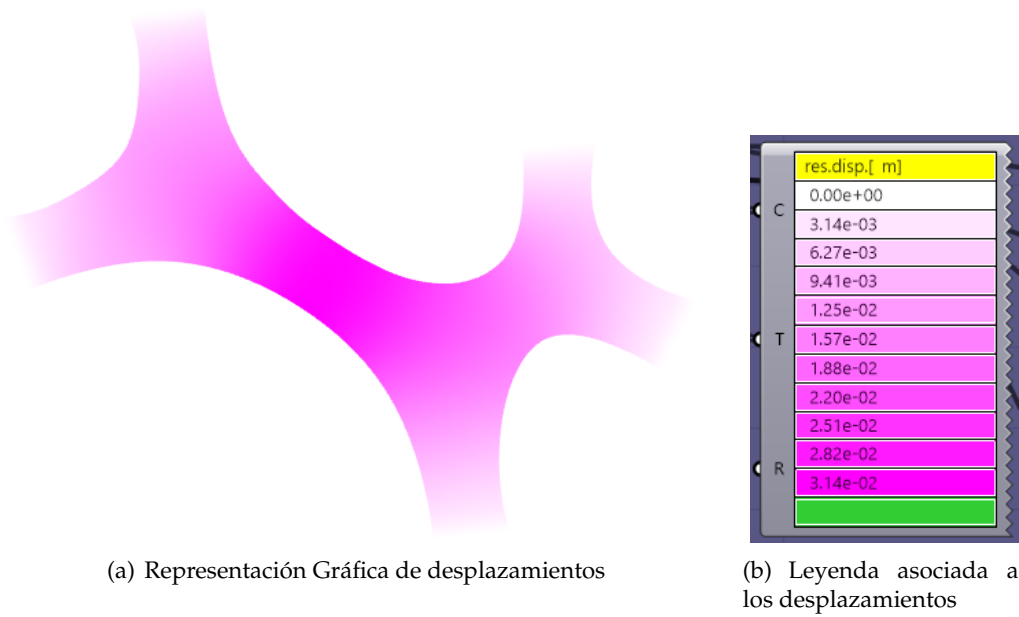 res.disp.[ m]
0.00e+00
3.14e-03
6.27e-03
9.41e-03
1.25e-02
1.57e-02
1.88e-02
2.20e-02
2.51e-02
2.82e-02
3.14e-02
C
T
R
(a) Representación Gráfica de desplazamientos
(b) Leyenda asociada a
los desplazamientos